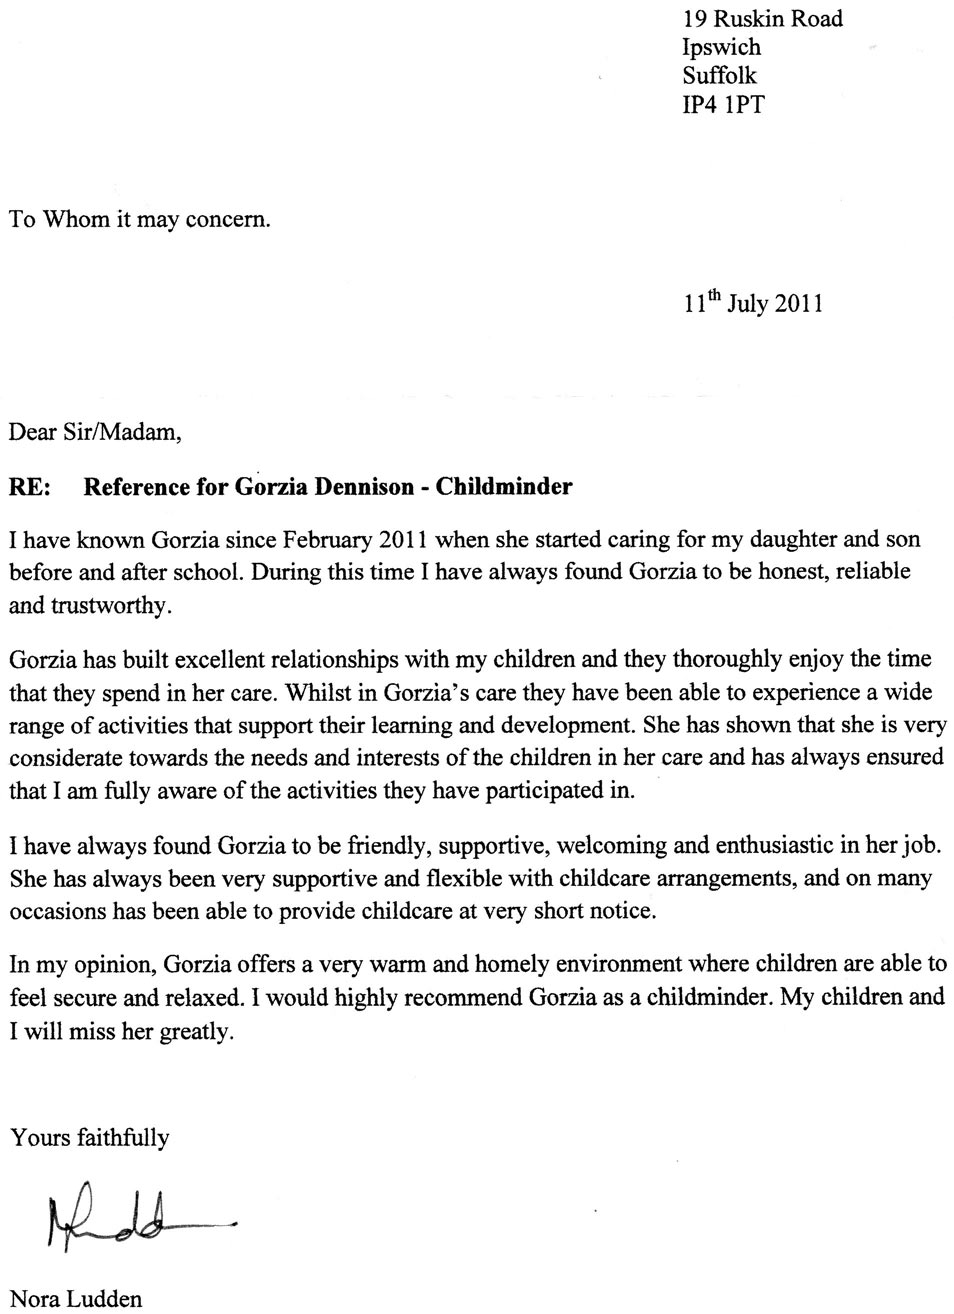 19 Ruskin Road
Ipswich
Suffolk
IP4 1PT
To Whom it may concern.
11th July 2011
Dear Sir/Madam,
RE: Reference for Gorzia Dennison - Childminder
I have known Gorzia since February 2011 when she started caring for my daughter and son
before and after school. During this time I have always found Gorzia to be honest, reliable
and trustworthy.
Gorzia has built excellent relationships with my children and they thoroughly enjoy the time
that they spend in her care. Whilst in Gorzia's care they have been able to experience a wide
range of activities that support their learning and development. She has shown that she is very
considerate towards the needs and interests of the children in her care and has always ensured
that I am fully aware of the activities they have participated in.
I have always found Gorzia to be friendly, supportive, welcoming and enthusiastic in her job.
She has always been very supportive and flexible with childcare arrangements, and on many
occasions has been able to provide childcare at very short notice.
In my opinion, Gorzia offers a very warm and homely environment where children are able to
feel secure and relaxed. I would highly recommend Gorzia as a childminder. My children and
I will miss her greatly.
Yours faithfully
Nora Ludden